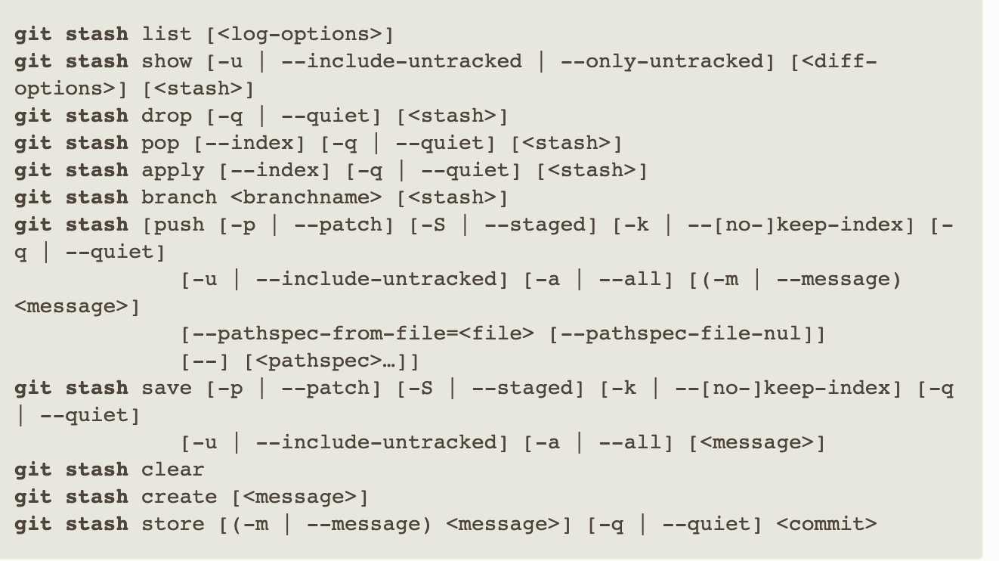 git stash list [<log-options>]
git stash show [-u | --include-untracked | --only-untracked] [<diff-
options>] [<stash>]
git stash drop [-q | --quiet] [<stash>]
git stash pop [--index] [-q | --quiet] [<stash>]
git stash apply [--index] [-q | --quiet] [<stash>]
git stash branch <branchname> [<stash>]
git stash [push [-p | --patch] [-S | --staged] [-k | --[no-]keep-index] [-
q | --quiet]
[-u | --include-untracked] [-a | --all] [(-m | --message)
<message>]
[--pathspec-from-file=<file> [--pathspec-file-nul]]
[--] [<pathspec>…]]
git stash save [-p | --patch] [-S | --staged] [-k | --[no-]keep-index] [-q
| --quiet]
[-u | --include-untracked] [-a | --all] [<message>]
git stash clear
git stash create [<message>]
git stash store [(-m | --message) <message>] [-q | --quiet] <commit>